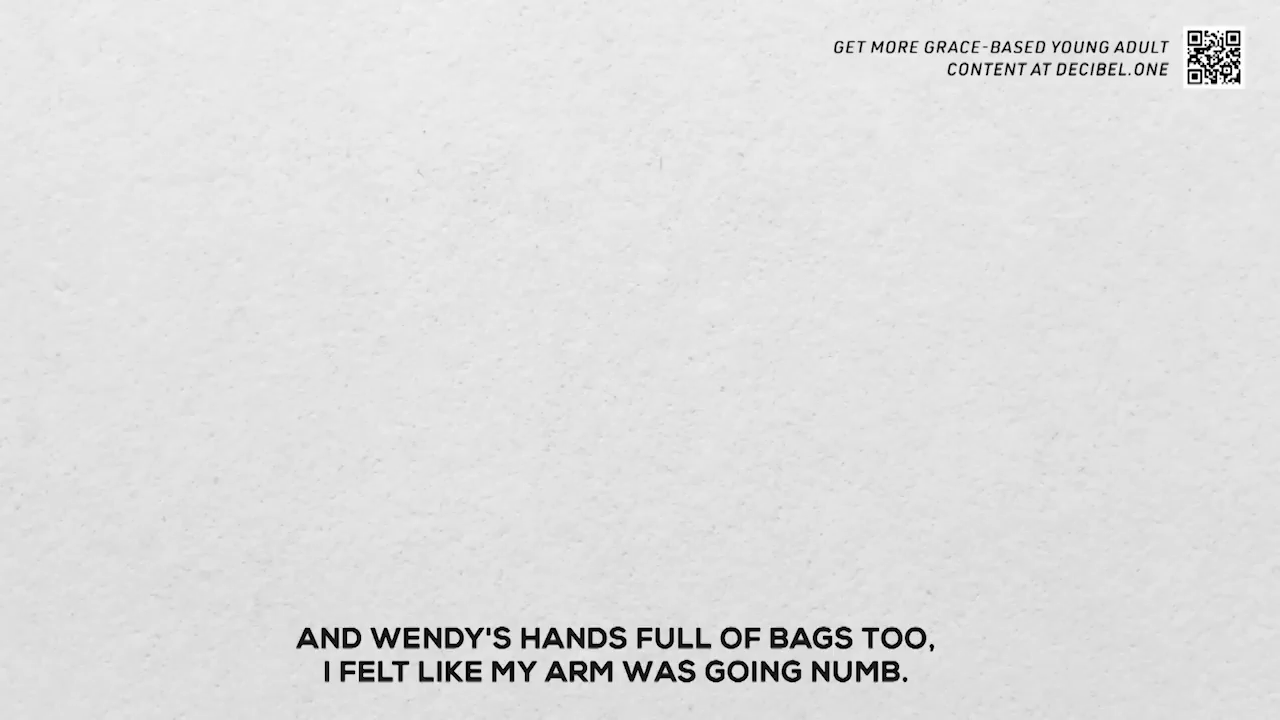 GET MORE GRACE-BASED YOUNG ADULT
CONTENT AT DECIBEL.ONE
AND WENDY'S HANDS FULL OF BAGS TOO,
I FELT LIKE MY ARM WAS GOING NUMB.